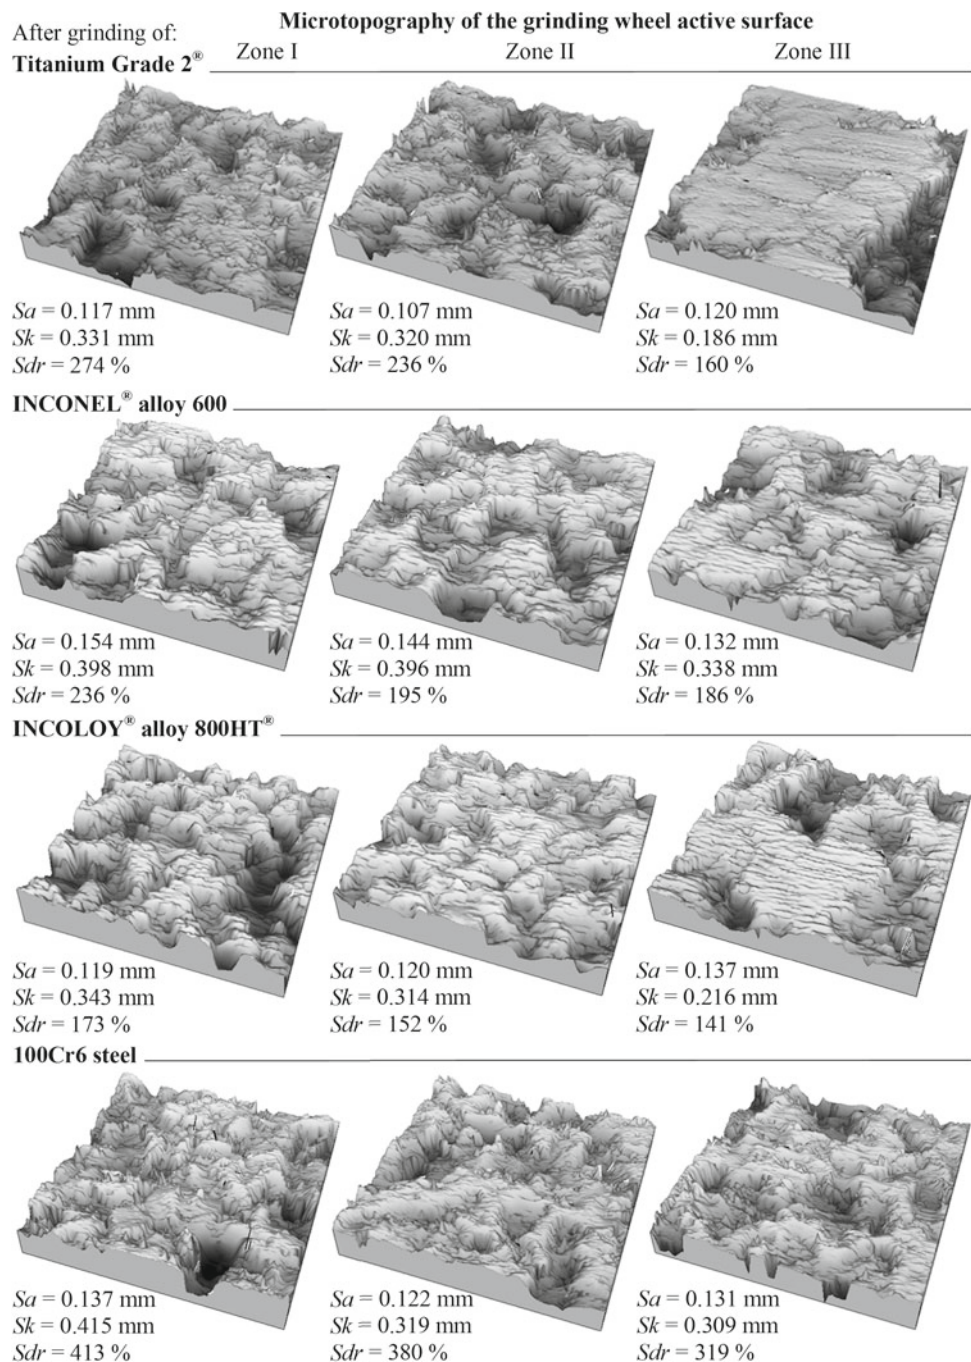 Microtopography of the grinding wheel active surface
After grinding of:
Zone I Zone II Zone III
Titanium Grade 2®
Sa = 0.117 mm Sa = 0.107 mm Sa = 0.120 mm
Sk = 0.331 mm Sk = 0.320 mm Sk = 0.186 mm
Sdr = 274 % Sdr = 236 % Sdr = 160 %
INCONEL® alloy 600
Sa = 0.154 mm Sa = 0.144 mm Sa = 0.132 mm
Sk = 0.398 mm Sk = 0.396 mm Sk = 0.338 mm
Sdr = 236 % Sdr = 195 % Sdr = 186 %
INCOLOY® alloy 800HT®
Sa = 0.119 mm Sa = 0.120 mm Sa = 0.137 mm
Sk = 0.343 mm Sk = 0.314 mm Sk = 0.216 mm
Sdr = 173 % Sdr = 152 % Sdr = 141 %
100Cr6 steel
Sa = 0.137 mm Sa = 0.122 mm Sa = 0.131 mm
Sk = 0.415 mm Sk = 0.319 mm Sk = 0.309 mm
Sdr = 413 % Sdr = 380 % Sdr = 319 %